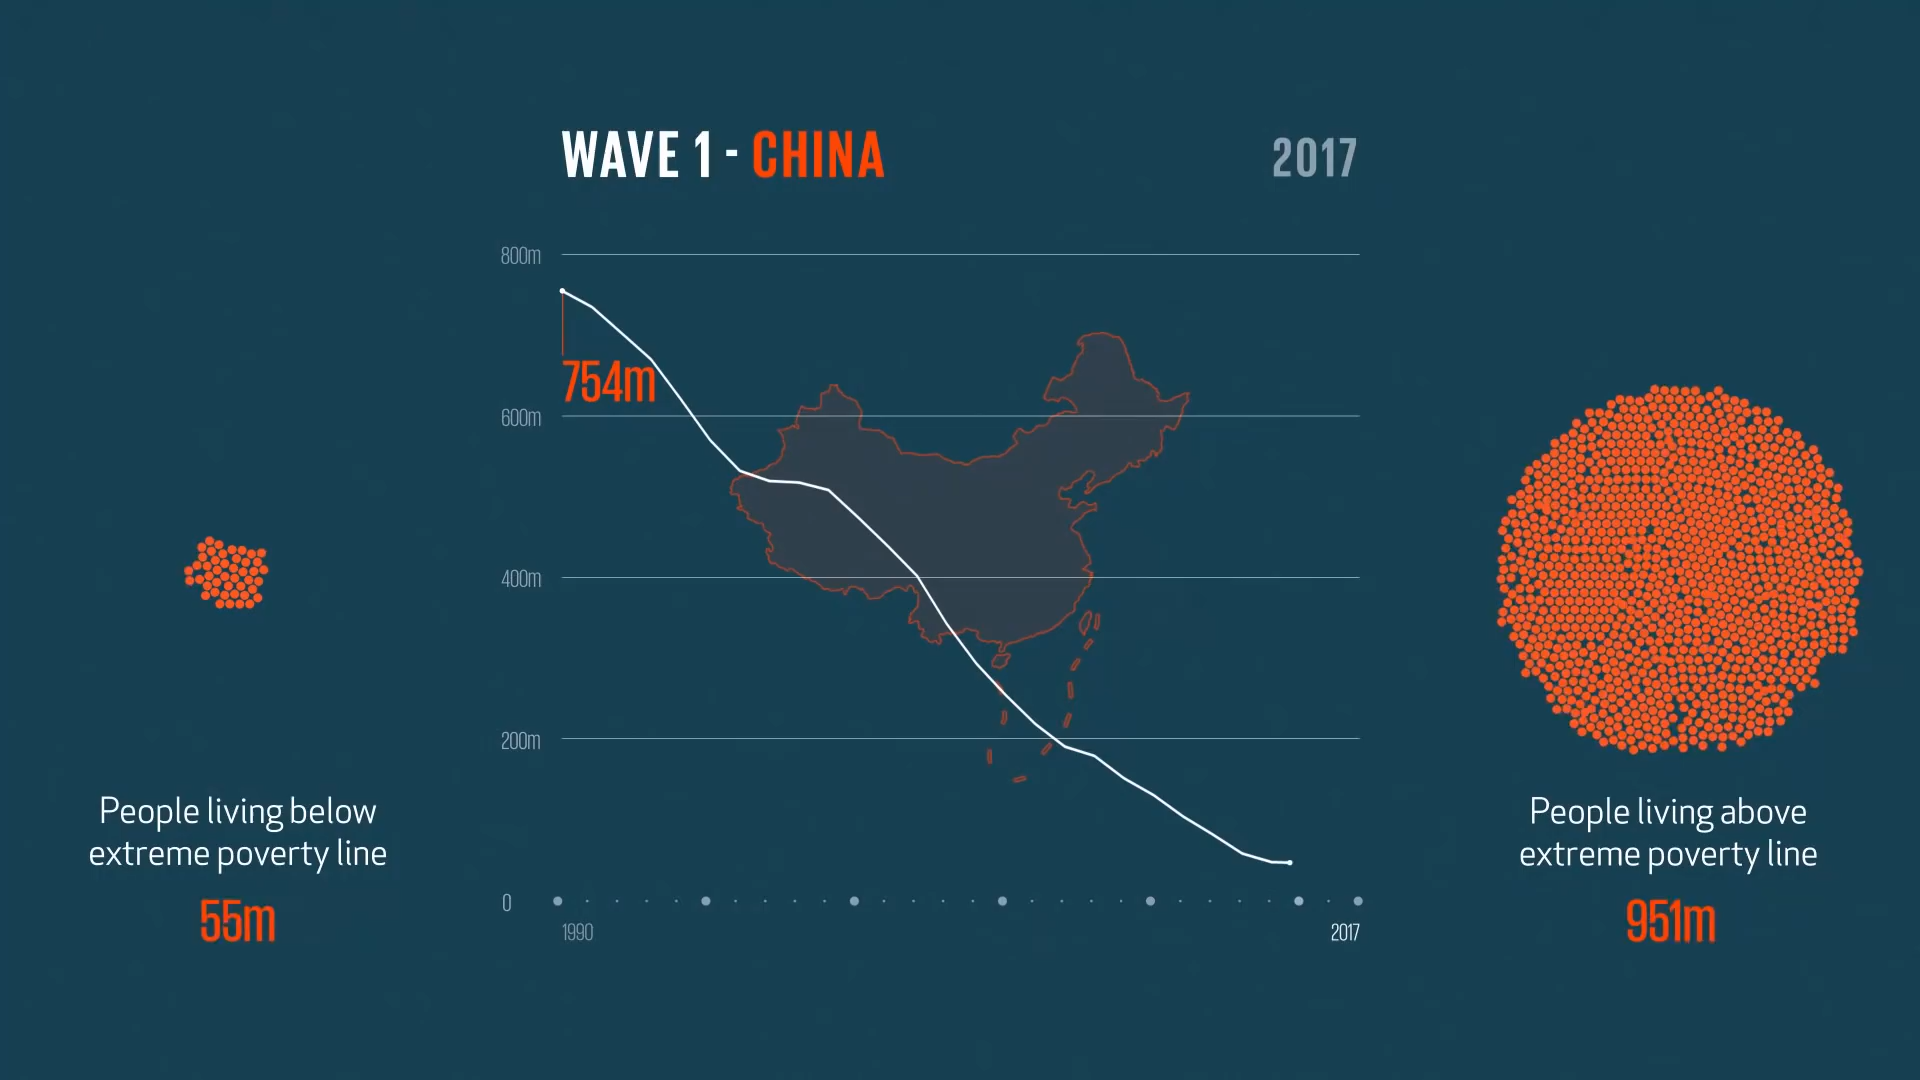 WAVE 1 - CHINA
2017
800m
754m
600m
400m
200m
0
1990
2017
People living below
extreme poverty line
55m
People living above
extreme poverty line
951m